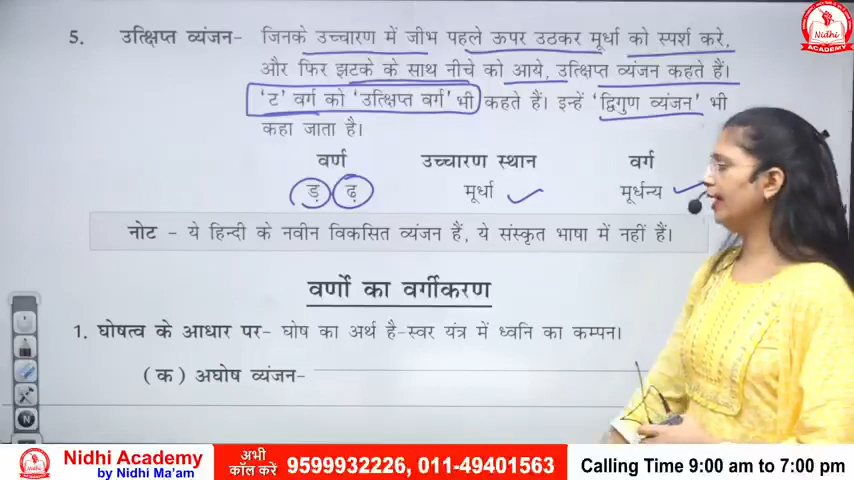 5. उत्क्षिप्त व्यंजन- जिनके उच्चारण में जीभ पहले ऊपर उठकर मूर्धा को स्पर्श करे,
और फिर झटके के साथ नीचे को आये, उत्क्षिप्त व्यंजन कहते हैं।
'ट' वर्ग को 'उत्क्षिप्त वर्ग' भी कहते हैं। इन्हें 'द्विगुण व्यंजन' भी
कहा जाता है।
वर्ण उच्चारण स्थान वर्ग
ड़ ढ़ मूर्धा मूर्धन्य
नोट - ये हिन्दी के नवीन विकसित व्यंजन हैं, ये संस्कृत भाषा में नहीं हैं।
वर्णों का वर्गीकरण
1. घोषत्व के आधार पर- घोष का अर्थ है-स्वर यंत्र में ध्वनि का कम्पन।
(क) अघोष व्यंजन-
N
Nidhi
ACADEMY
Nidhi Academy
by Nidhi Ma'am
अभी
कॉल करें
9599932226, 011-49401563
Calling Time 9:00 am to 7:00 pm